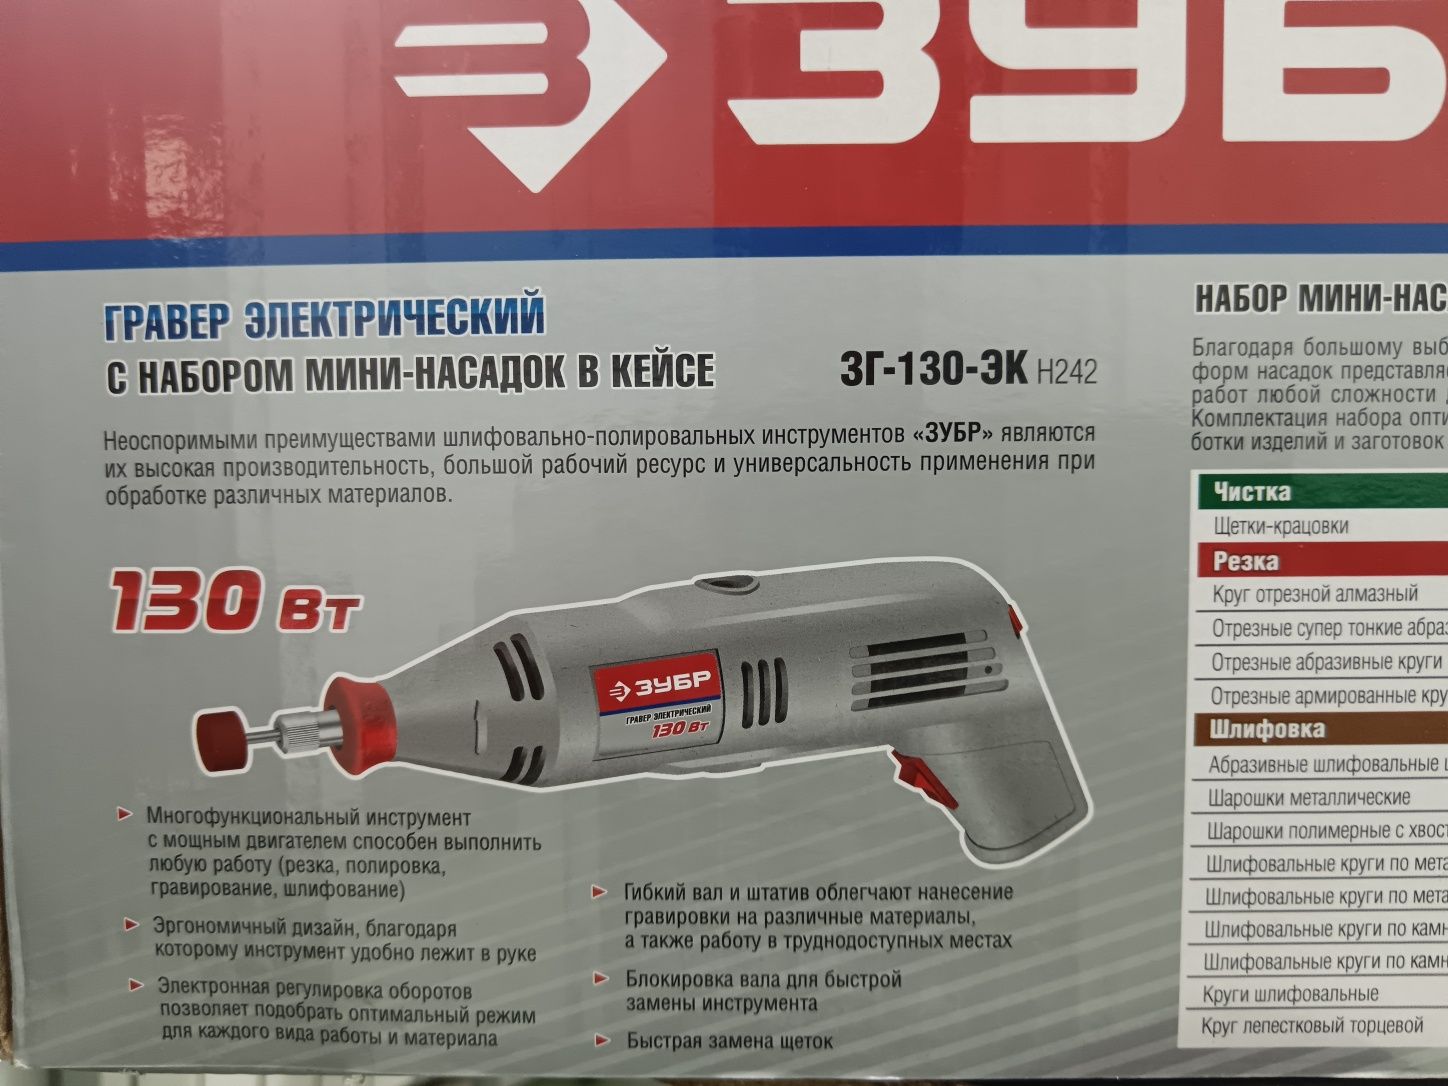 ЗУБР
ГРАВЕР ЭЛЕКТРИЧЕСКИЙ
С НАБОРОМ МИНИ-НАСАДОК В КЕЙСЕ
ЗГ-130-ЭК Н242
Неоспоримыми преимуществами шлифовально-полировальных инструментов «ЗУБР» являются
их высокая производительность, большой рабочий ресурс и универсальность применения при
обработке различных материалов.
130 Вт
ЗУБР
ГРАВЕР ЭЛЕКТРИЧЕСКИЙ
130 Вт
Многофункциональный инструмент
с мощным двигателем способен выполнить
любую работу (резка, полировка,
гравирование, шлифование)
Эргономичный дизайн, благодаря
которому инструмент удобно лежит в руке
Электронная регулировка оборотов
позволяет подобрать оптимальный режим
для каждого вида работы и материала
Гибкий вал и штатив облегчают нанесение
гравировки на различные материалы,
а также работу в труднодоступных местах
Блокировка вала для быстрой
замены инструмента
Быстрая замена щеток
НАБОР МИНИ-НАС
Благодаря большому выб
форм насадок представля
работ любой сложности
Комплектация набора опти
ботки изделий и заготовок
Чистка
Щетки-крацовки
Резка
Круг отрезной алмазный
Отрезные супер тонкие абраз
Отрезные абразивные круги
Отрезные армированные кру
Шлифовка
Абразивные шлифовальные
Шарошки металлические
Шарошки полимерные с хвост
Шлифовальные круги по мета
Шлифовальные круги по мета
Шлифовальные круги по камн
Шлифовальные круги по камн
Круги шлифовальные
Круг лепестковый торцевой